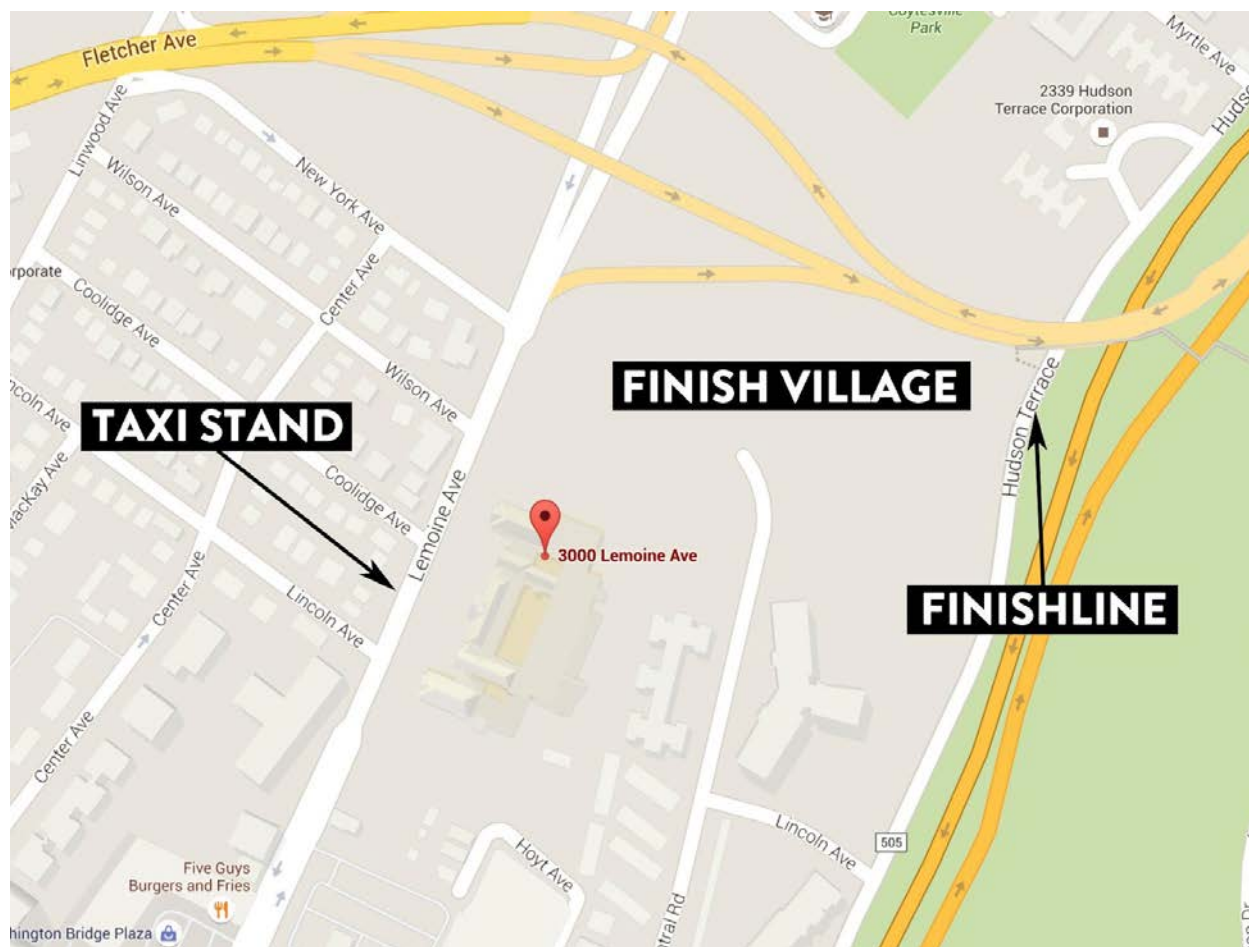 Coytesville
Park
Myrtle Ave
Fletcher Ave
2339 Hudson
Terrace Corporation
Hudson
Linwood Ave
Wilson Ave
New York Ave
Center Ave
rporate
Coolidge Ave
Wilson Ave
FINISH VILLAGE
TAXI STAND
Hudson Terrace
ncoln Ave
MacKay Ave
Coolidge Ave
Lemoine Ave
3000 Lemoine Ave
Center Ave
Lincoln Ave
FINISHLINE
Center Ave
505
Lincoln Ave
Hoyt Ave
Five Guys
Burgers and Fries
ntral Rd
hington Bridge Plaza
Dr